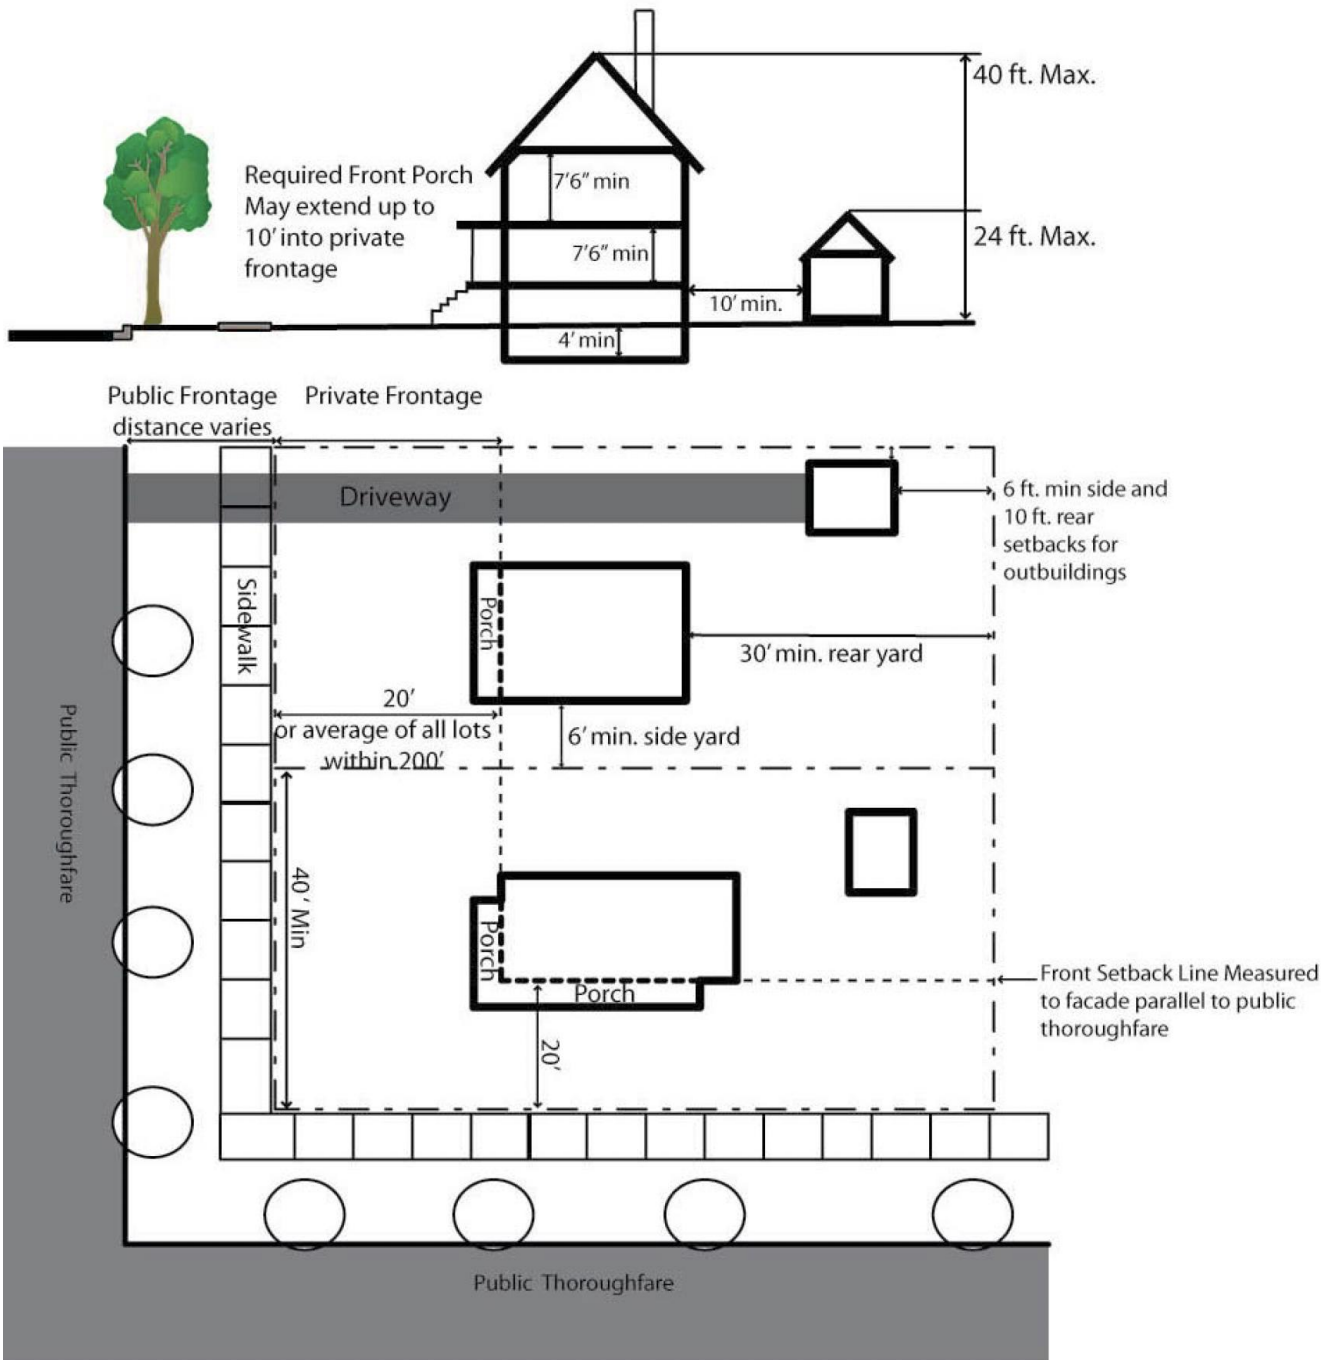 40 ft. Max.
Required Front Porch
May extend up to
10' into private
frontage
7'6" min
7'6" min
24 ft. Max.
10' min.
4' min
Public Frontage
distance varies
Private Frontage
Driveway
6 ft. min side and
10 ft. rear
setbacks for
outbuildings
Sidewalk
Porch
30' min. rear yard
20'
or average of all lots
within 200'
6' min. side yard
Public Thoroughfare
40' Min
Porch
Porch
Front Setback Line Measured
to facade parallel to public
thoroughfare
20'
Public Thoroughfare